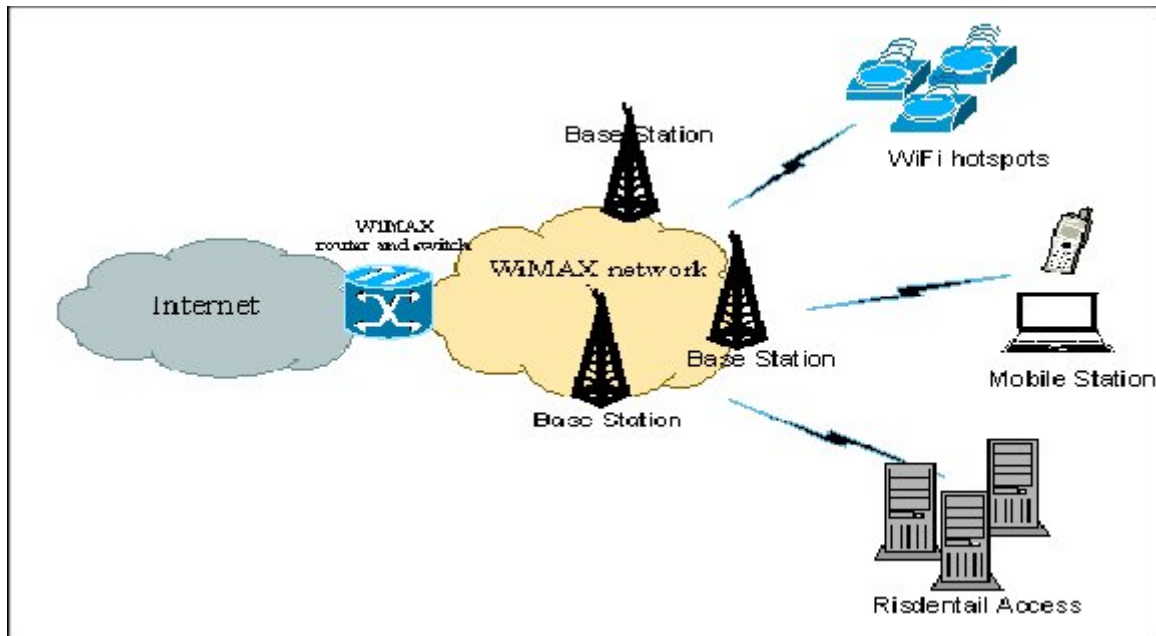 Base Station
WiFi hotspots
WiMAX
router and switch
Internet
WiMAX network
Base Station
Mobile Station
Base Station
Risdentail Access